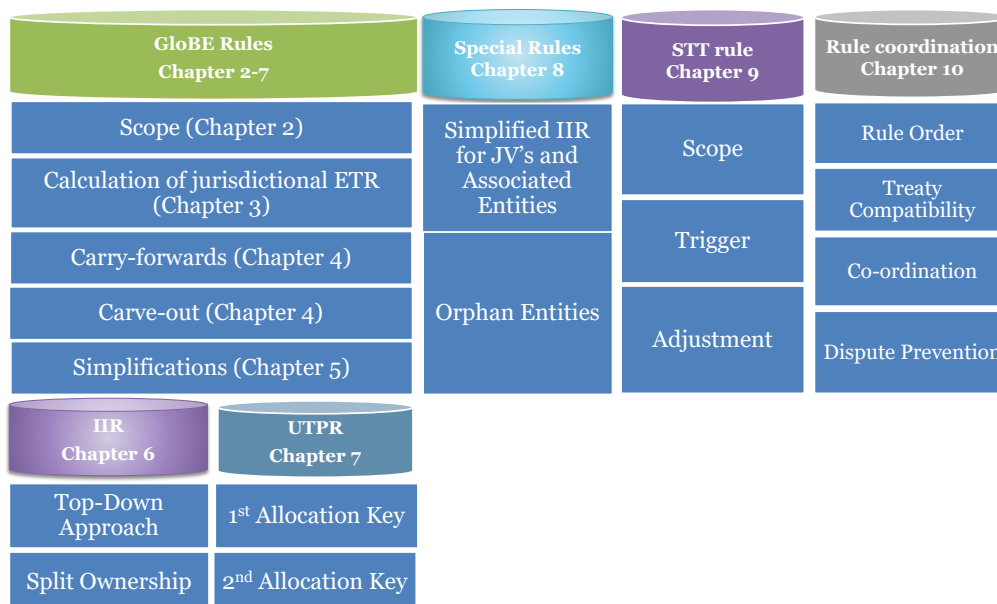 GloBE Rules
Chapter 2-7
Scope (Chapter 2)
Calculation of jurisdictional ETR
(Chapter 3)
Carry-forwards (Chapter 4)
Carve-out (Chapter 4)
Simplifications (Chapter 5)
IIR
Chapter 6
Top-Down
Approach
Split Ownership
UTPR
Chapter 7
1st Allocation Key
2nd Allocation Key
Special Rules
Chapter 8
Simplified IIR
for JV's and
Associated
Entities
Orphan Entities
STT rule
Chapter 9
Scope
Trigger
Adjustment
Rule coordination
Chapter 10
Rule Order
Treaty
Compatibility
Co-ordination
Dispute Prevention